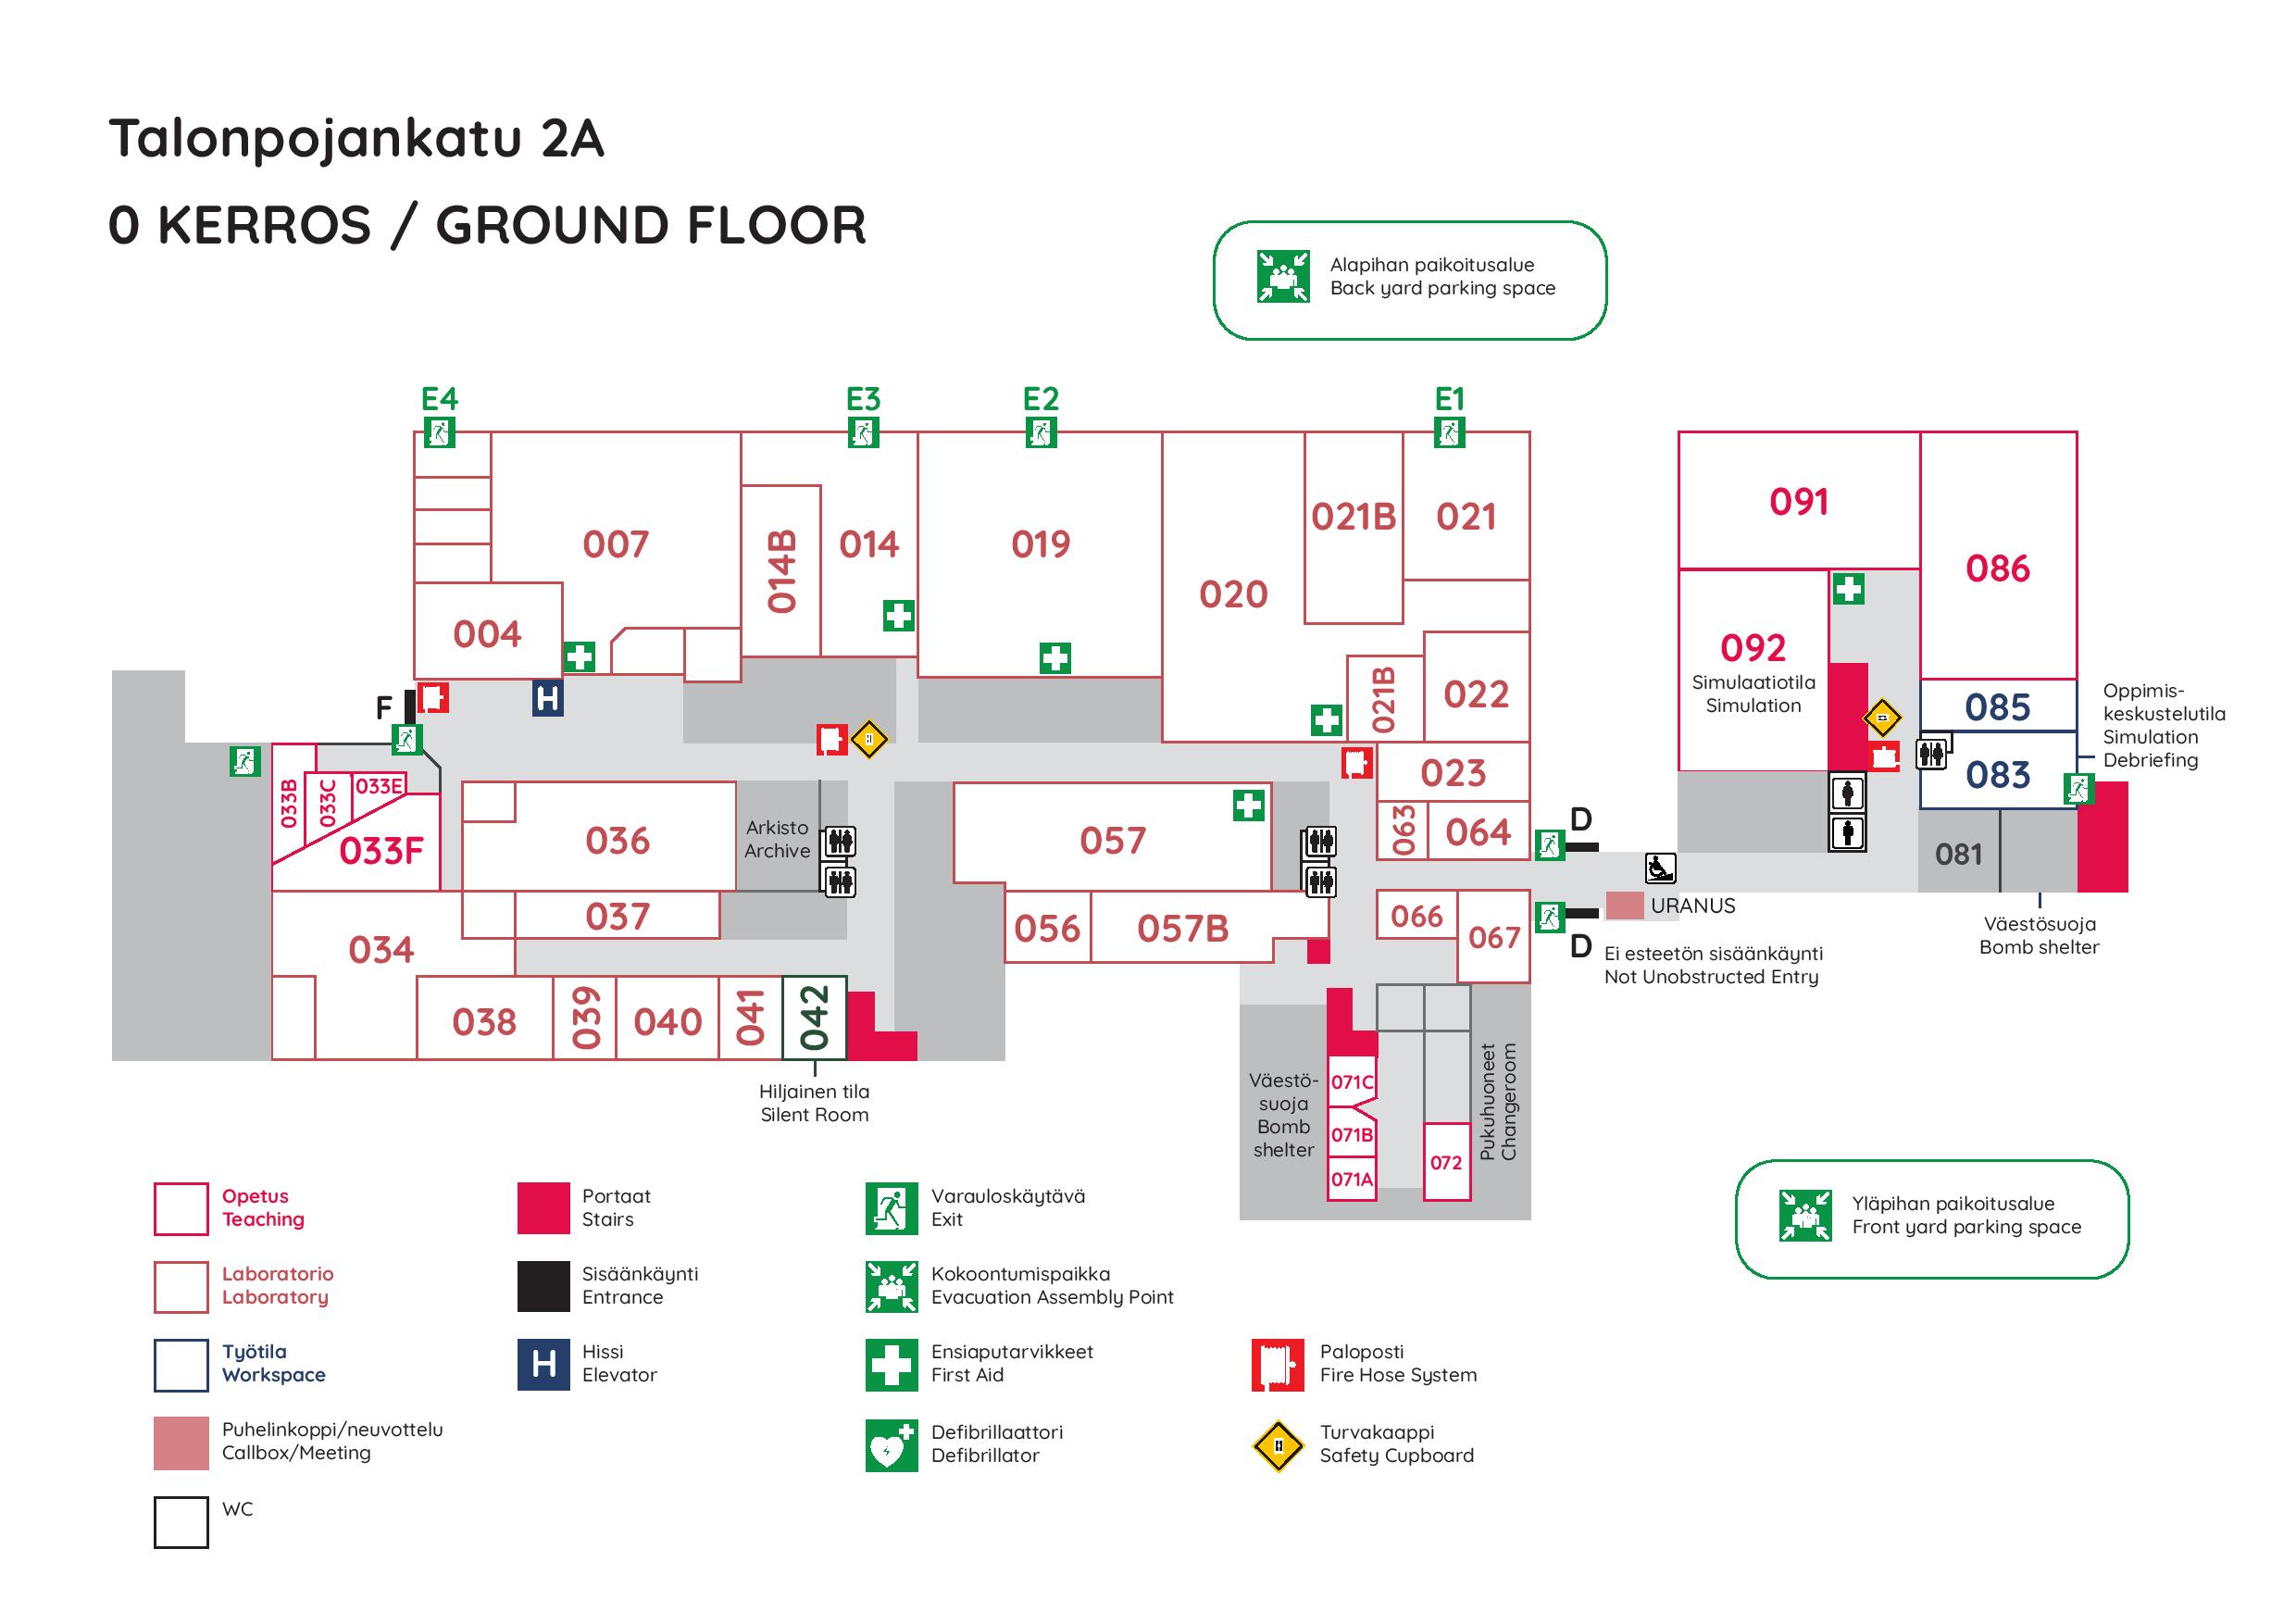 Talonpojankatu 2A
0 KERROS / GROUND FLOOR
Alapihan paikoitusalue
Back yard parking space
E4
E3
E2
E1
007
014B
014
019
020
021B
021
004
021B
022
091
086
092
Simulaatiotila
Simulation
085
083
Oppimis-
keskustelutila
Simulation
Debriefing
F
H
033B
033C
033E
033F
036
Arkisto
Archive
057
023
063
064
D
081
Väestösuoja
Bomb shelter
034
037
056
057B
066
067
D
URANUS
Ei esteetön sisäänkäynti
Not Unobstructed Entry
038
039
040
041
042
Hiljainen tila
Silent Room
Väestö-
suoja
Bomb
shelter
071C
071B
071A
072
Pukuhuoneet
Changeroom
Yläpihan paikoitusalue
Front yard parking space
Opetus
Teaching
Laboratorio
Laboratory
Työtila
Workspace
Puhelinkoppi/neuvottelu
Callbox/Meeting
WC
Portaat
Stairs
Sisäänkäynti
Entrance
H
Hissi
Elevator
Varauloskäytävä
Exit
Kokoontumispaikka
Evacuation Assembly Point
Ensiaputarvikkeet
First Aid
Defibrillaattori
Defibrillator
Paloposti
Fire Hose System
Turvakaappi
Safety Cupboard